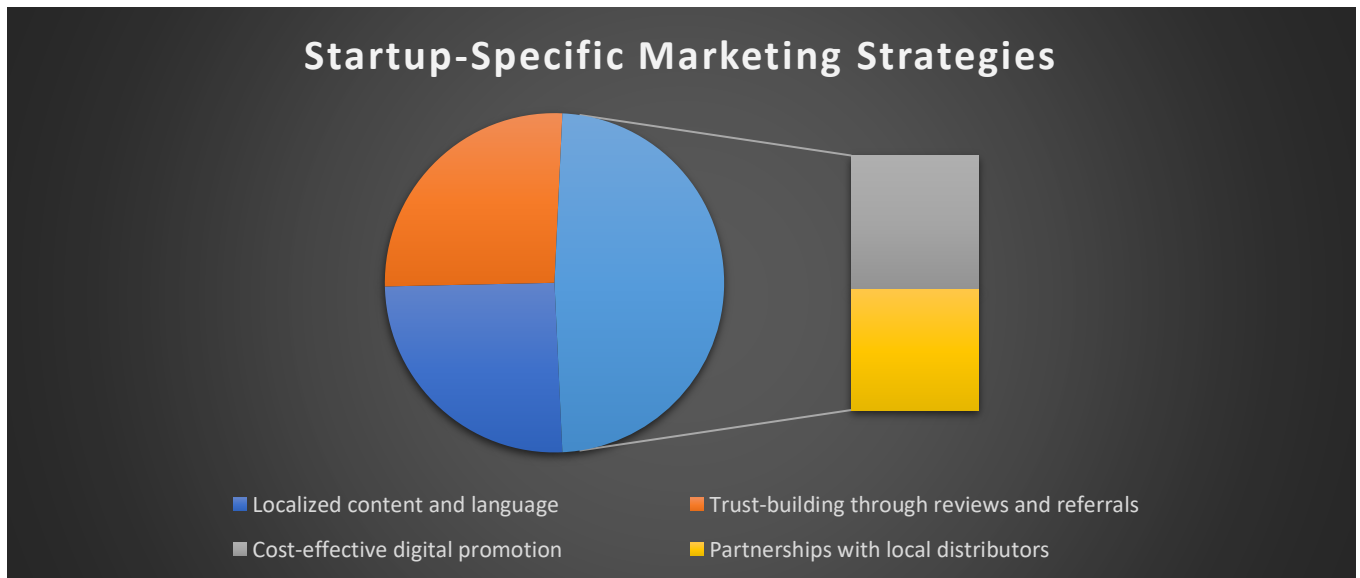 Startup-Specific Marketing Strategies
Localized content and language
Trust-building through reviews and referrals
Cost-effective digital promotion
Partnerships with local distributors